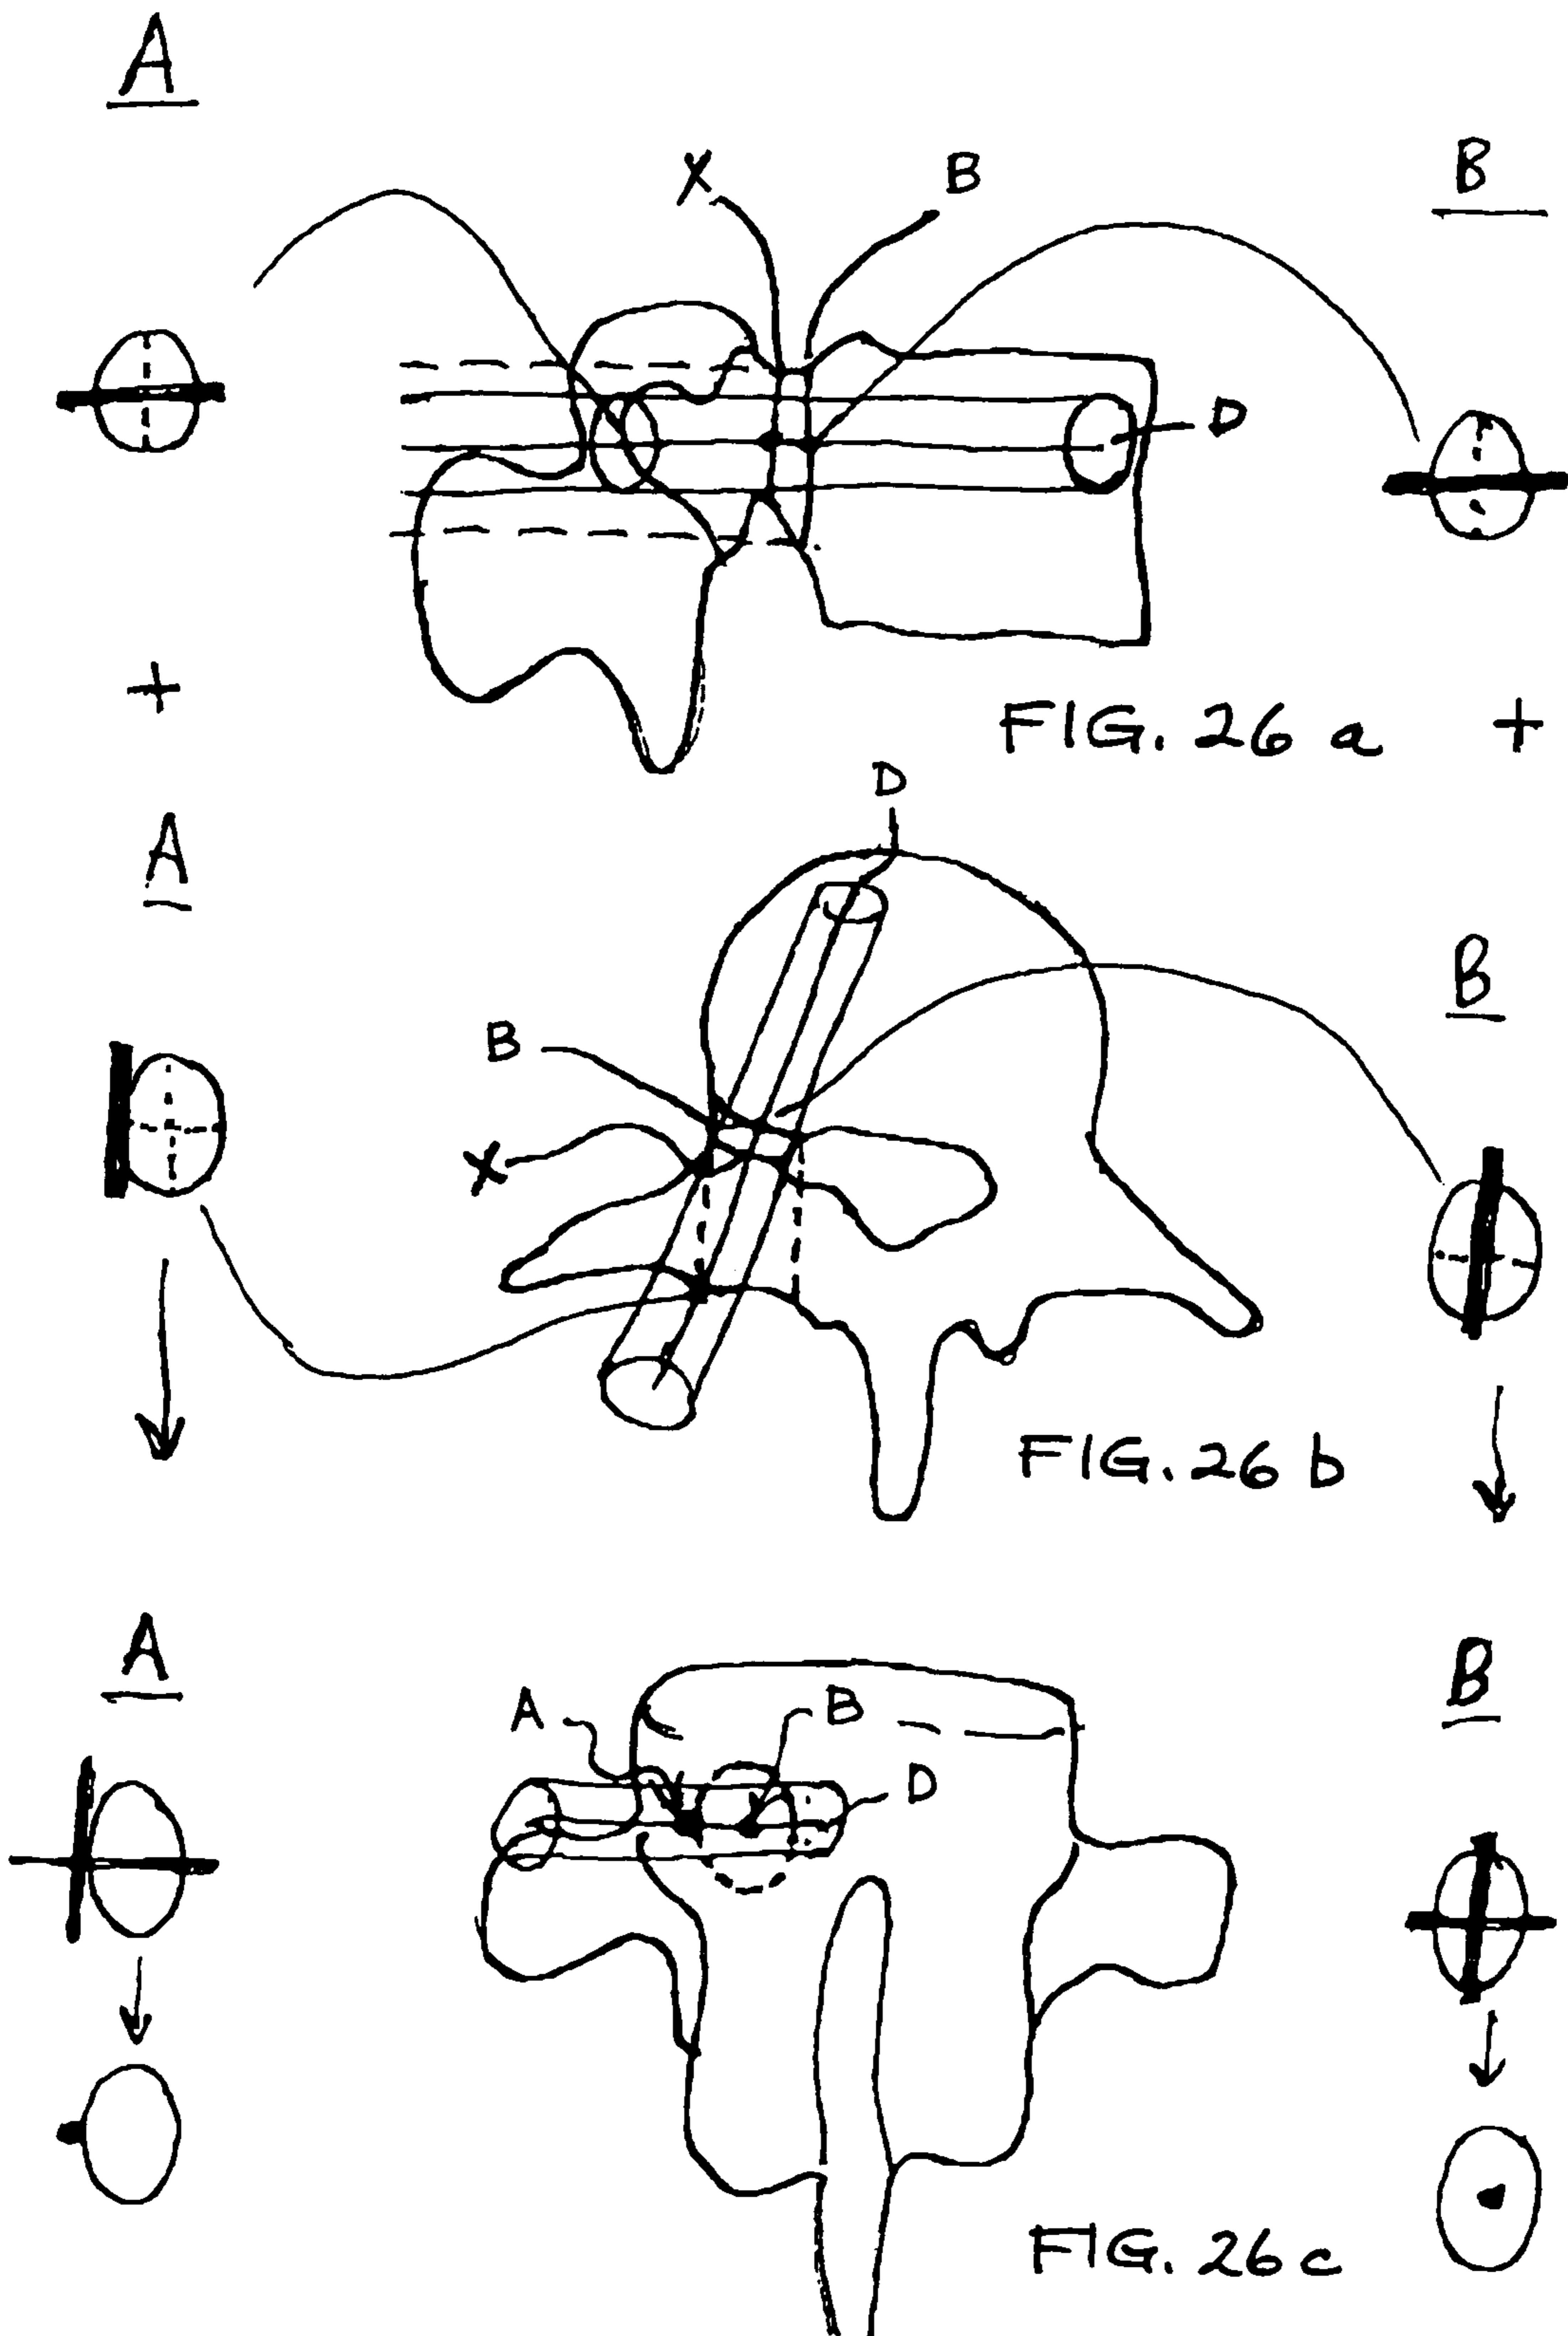 A
X B B
D
+ FIG. 26 a +
D
A
B
B
X
FIG. 26 b
A B
A B
D
FIG. 26 c